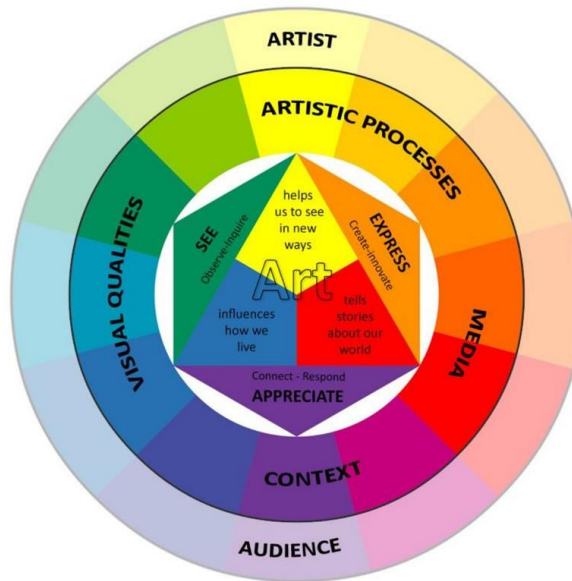 ARTIST
ARTISTIC PROCESSES
helps
us to see
in new
ways
SEE
Observe-Inquire
EXPRESS
Create-innovate
VISUAL QUALITIES
Art
influences
how we
live
tells
stories
about our
world
MEDIA
Connect - Respond
APPRECIATE
CONTEXT
AUDIENCE